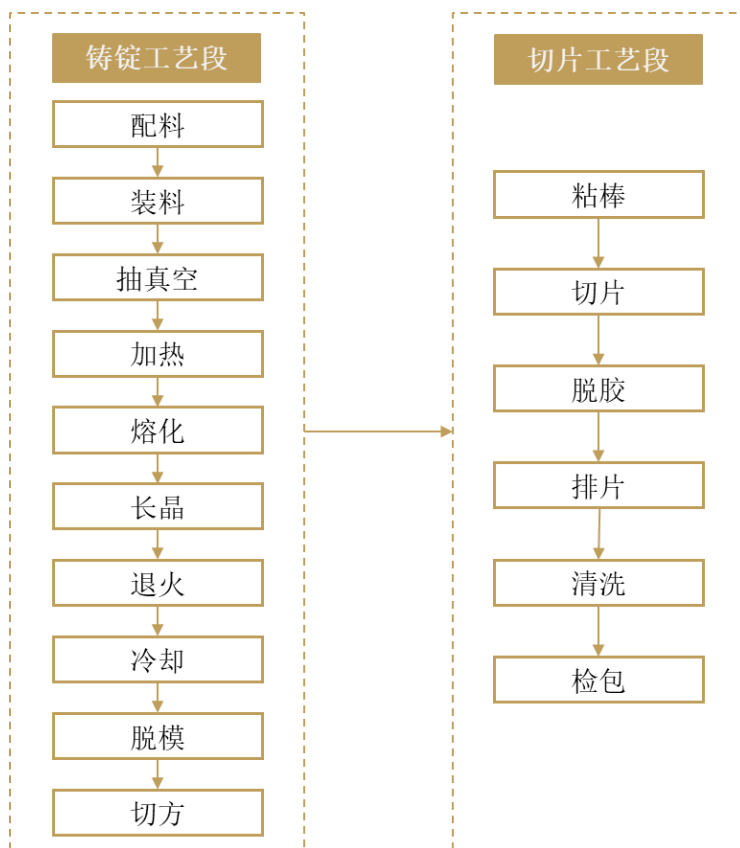 铸锭工艺段
配料
装料
抽真空
加热
熔化
长晶
退火
冷却
脱模
切方
切片工艺段
粘棒
切片
脱胶
排片
清洗
检包